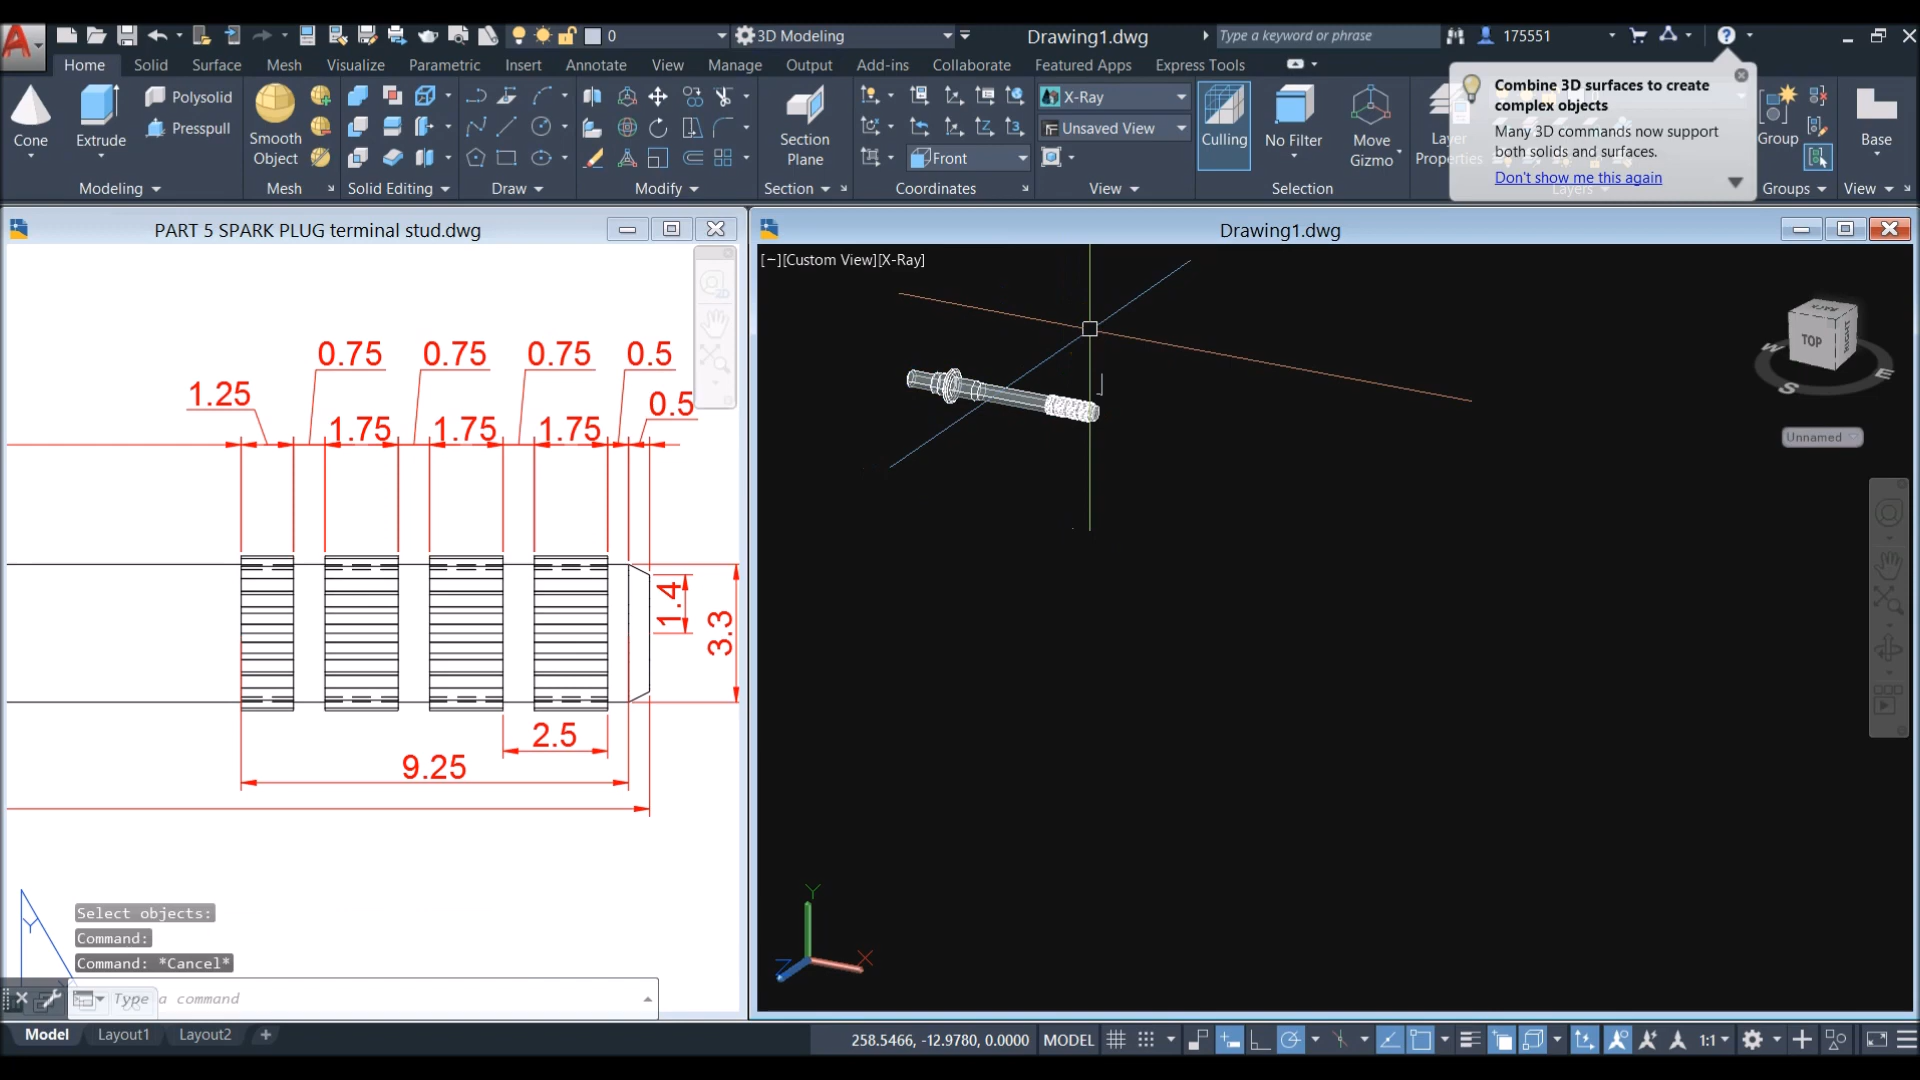 0
3D Modeling
Drawing1.dwg
Type a keyword or phrase
175551
Home
Solid
Surface
Mesh
Visualize
Parametric
Insert
Annotate
View
Manage
Output
Add-ins
Collaborate
Featured Apps
Express Tools
Cone
Extrude
Polysolid
Presspull
Smooth
Object
Section
Plane
Front
X-Ray
Unsaved View
Culling
No Filter
Move
Gizmo
Layer
Properties
Group
Base
Combine 3D surfaces to create
complex objects
Many 3D commands now support
both solids and surfaces.
Don't show me this again
Modeling
Mesh
Solid Editing
Draw
Modify
Section
Coordinates
View
Selection
Layers
Groups
View
PART 5 SPARK PLUG terminal stud.dwg
Drawing1.dwg
[−][Custom View][X-Ray]
0.75
0.75
0.75
0.5
1.25
0.5
1.75
1.75
1.75
1.4
3.3
2.5
9.25
TOP
W
S
E
Unnamed
Y
X
Z
Y
Select objects:
Command:
Command: *Cancel*
Type a command
Model
Layout1
Layout2
258.5466, -12.9780, 0.0000
MODEL
1:1